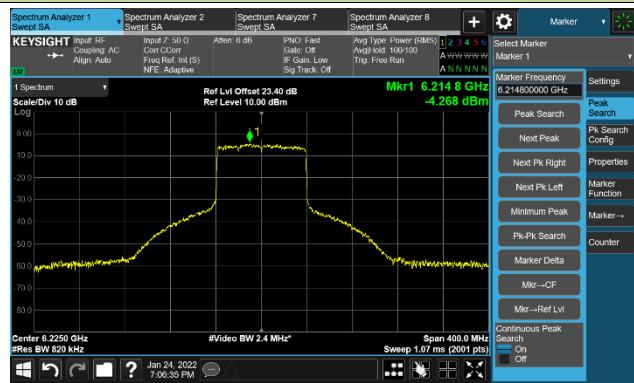 Spectrum Analyzer 1
Swept SA
Spectrum Analyzer 2
Swept SA
Spectrum Analyzer 7
Swept SA
Spectrum Analyzer 8
Swept SA
+
Marker
KEYSIGHT
Input: RF
Coupling: AC
Align: Auto
Input Z: 50 Ω
Corr CCorr
Freq Ref: Int (S)
NFE: Adaptive
Atten: 6 dB
PNO: Fast
Gate: Off
IF Gain: Low
Sig Track: Off
Avg Type: Power (RMS)
Avg|Hold: 100/100
Trig: Free Run
1 2 3 4 5 6
A W W W W W
A N N N N N
Select Marker
Marker 1
LVI
1 Spectrum
Scale/Div 10 dB
Log
Ref Lvl Offset 23.40 dB
Ref Level 10.00 dBm
Mkr1 6.214 8 GHz
-4.268 dBm
1
0.00
-10.0
-20.0
-30.0
-40.0
-50.0
-60.0
-70.0
-80.0
Center 6.2250 GHz
#Res BW 820 kHz
#Video BW 2.4 MHz*
Span 400.0 MHz
Sweep 1.07 ms (2001 pts)
Marker Frequency
6.214800000 GHz
Peak Search
Next Peak
Next Pk Right
Next Pk Left
Minimum Peak
Pk-Pk Search
Marker Delta
Mkr→CF
Mkr→Ref Lvl
Continuous Peak
Search
On
Off
Settings
Peak
Search
Pk Search
Config
Properties
Marker
Function
Marker→
Counter
?
Jan 24, 2022
7:06:35 PM